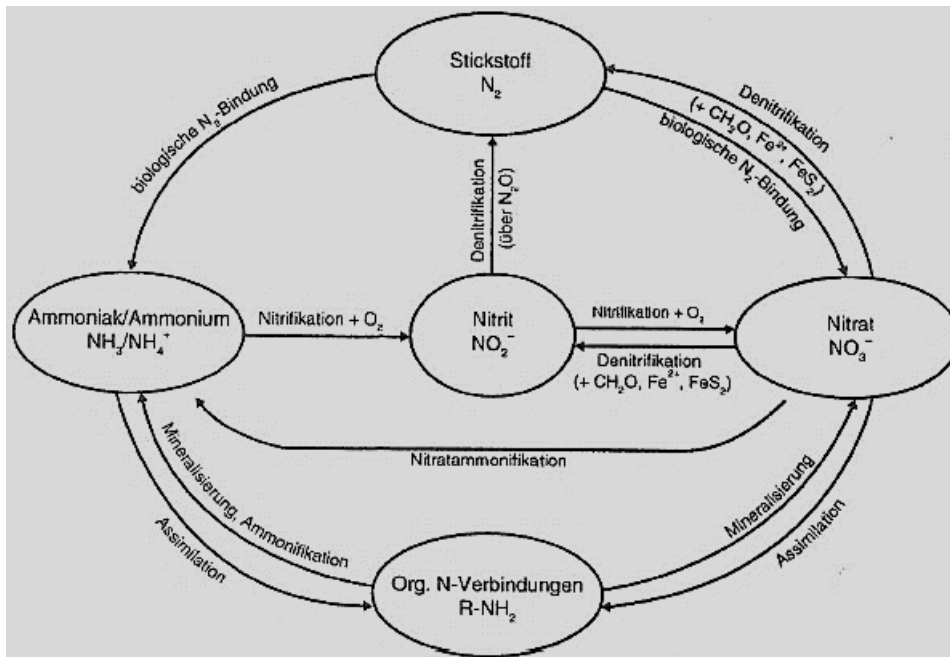 Stickstoff
N₂
biologische N₂-Bindung
Denitrifikation
(+ CH₂O, Fe²⁺, FeS₂)
biologische N₂-Bindung
Denitrifikation
(über N₂O)
Ammoniak/Ammonium
NH₃/NH₄⁺
Nitrifikation + O₂
Nitrit
NO₂⁻
Nitrifikation + O₂
Denitrifikation
(+ CH₂O, Fe²⁺, FeS₂)
Nitrat
NO₃⁻
Nitratammonifikation
Mineralisierung, Ammonifikation
Assimilation
Mineralisierung
Assimilation
Org. N-Verbindungen
R-NH₂